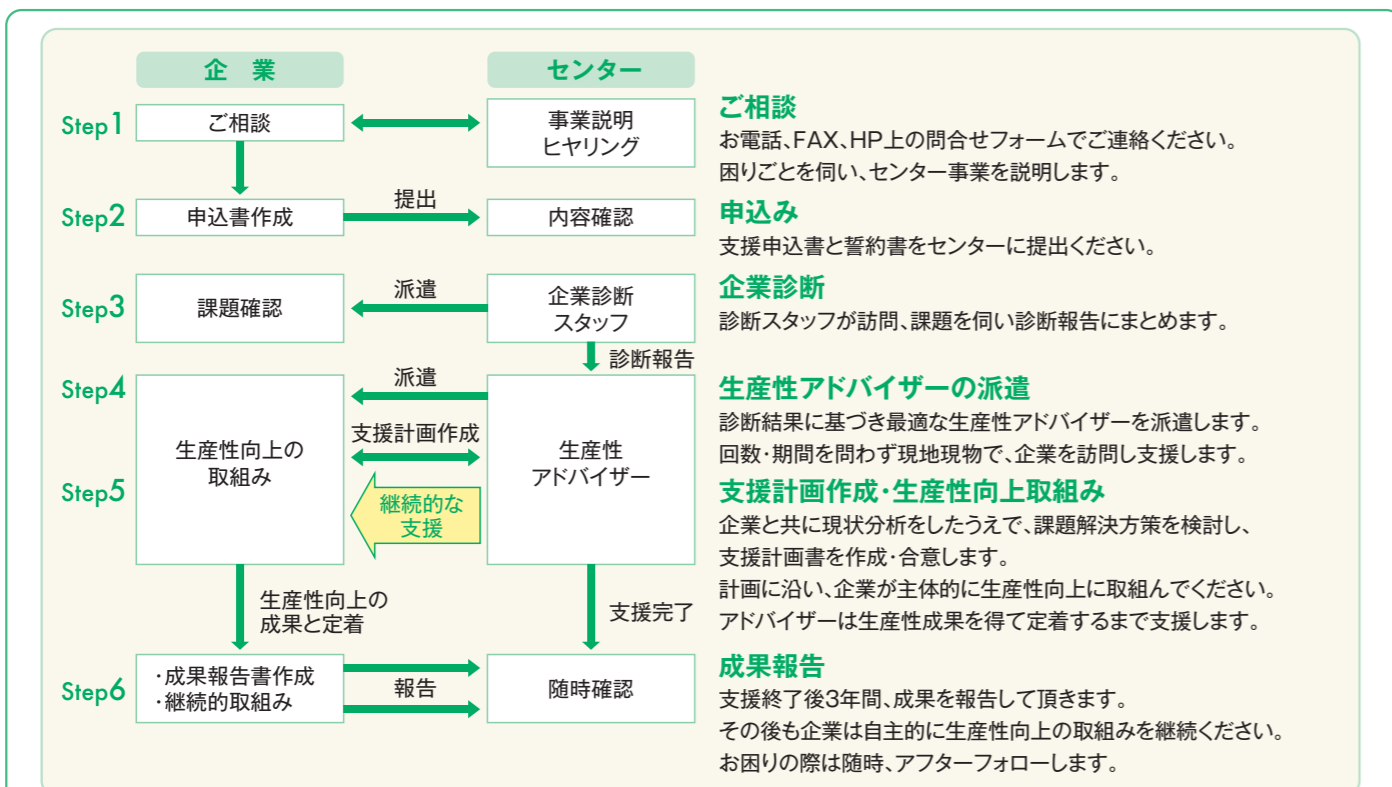 企 業
センター
Step1
ご相談
事業説明
ヒヤリング
ご相談
お電話、FAX、HP上の問合せフォームでご連絡ください。
困りごとを伺い、センター事業を説明します。
Step2
申込書作成
提出
内容確認
申込み
支援申込書と誓約書をセンターに提出ください。
Step3
課題確認
派遣
企業診断
スタッフ
企業診断
診断スタッフが訪問、課題を伺い診断報告にまとめます。
診断報告
Step4
派遣
生産性アドバイザーの派遣
診断結果に基づき最適な生産性アドバイザーを派遣します。
回数・期間を問わず現地現物で、企業を訪問し支援します。
生産性向上の
取組み
支援計画作成
生産性
アドバイザー
Step5
継続的な
支援
支援計画作成・生産性向上取組み
企業と共に現状分析をしたうえで、課題解決方策を検討し、
支援計画書を作成・合意します。
計画に沿い、企業が主体的に生産性向上に取組んでください。
アドバイザーは生産性成果を得て定着するまで支援します。
生産性向上の
成果と定着
支援完了
Step6
・成果報告書作成
・継続的取組み
報告
随時確認
成果報告
支援終了後3年間、成果を報告して頂きます。
その後も企業は自主的に生産性向上の取組みを継続ください。
お困りの際は随時、アフターフォローします。